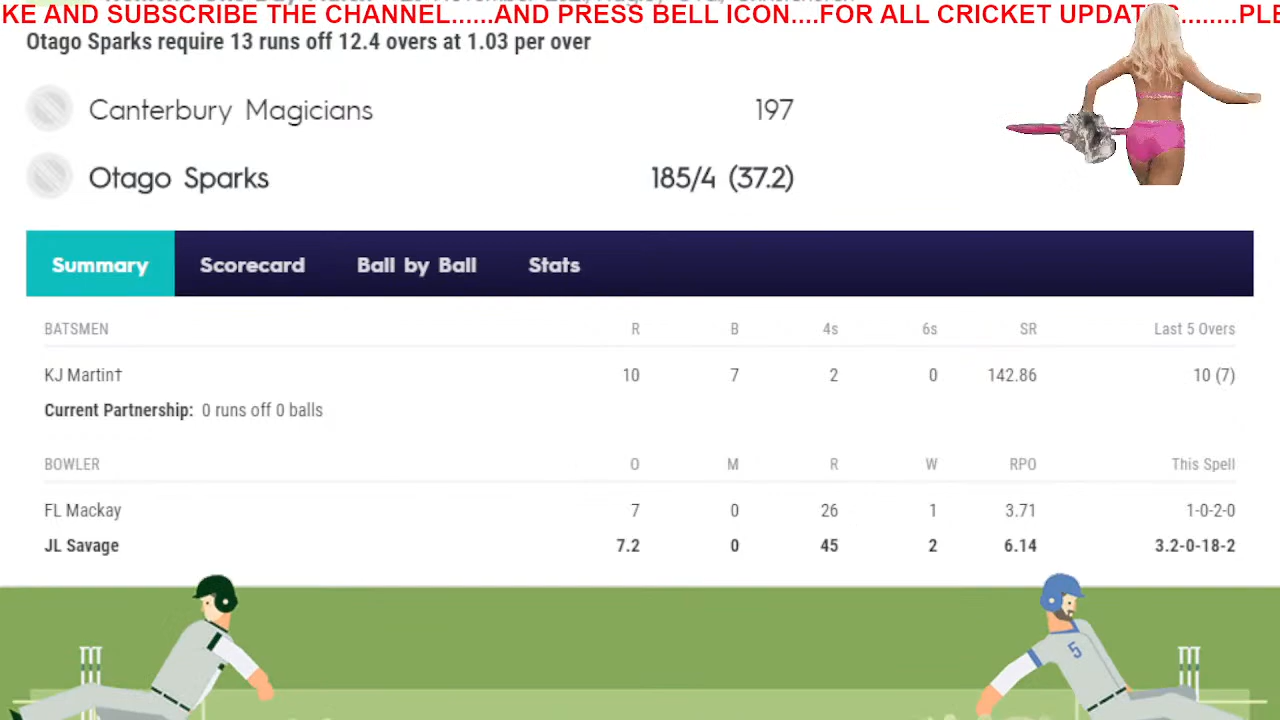 KE AND SUBSCRIBE THE CHANNEL......AND PRESS BELL ICON....FOR ALL CRICKET UPDATES........PLE
Otago Sparks require 13 runs off 12.4 overs at 1.03 per over
Canterbury Magicians 197
Otago Sparks 185/4 (37.2)
Summary Scorecard Ball by Ball Stats
BATSMEN R B 4s 6s SR Last 5 Overs
KJ Martin† 10 7 2 0 142.86 10 (7)
Current Partnership: 0 runs off 0 balls
BOWLER O M R W RPO This Spell
FL Mackay 7 0 26 1 3.71 1-0-2-0
JL Savage 7.2 0 45 2 6.14 3.2-0-18-2
5